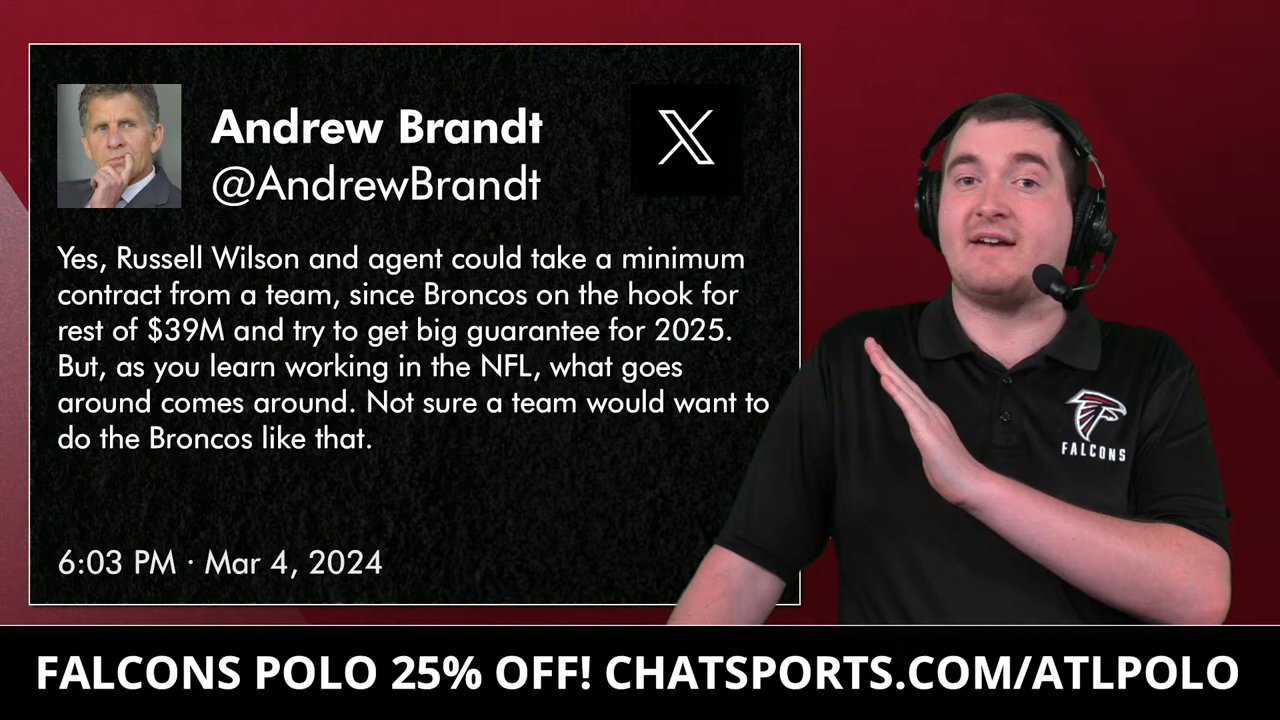 Andrew Brandt
@AndrewBrandt
Yes, Russell Wilson and agent could take a minimum
contract from a team, since Broncos on the hook for
rest of $39M and try to get big guarantee for 2025.
But, as you learn working in the NFL, what goes
around comes around. Not sure a team would want to
do the Broncos like that.
6:03 PM · Mar 4, 2024
FALCONS
FALCONS POLO 25% OFF! CHATSPORTS.COM/ATLPOLO